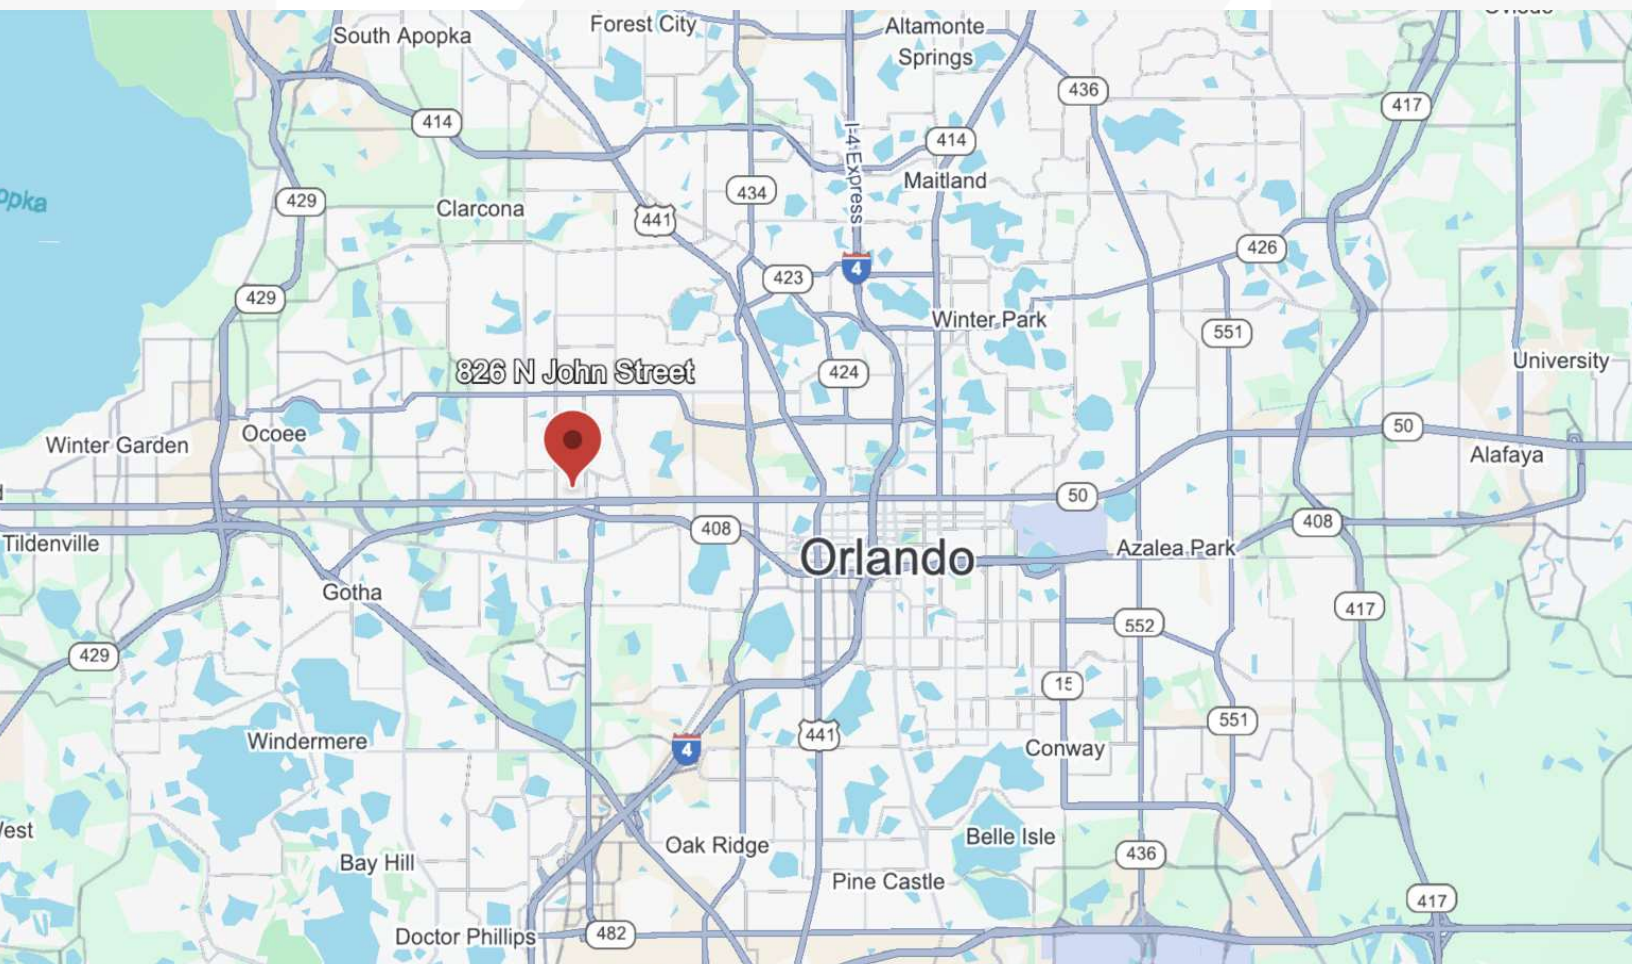 Forest City
Altamonte
Springs
South Apopka
436
417
414
414
I-4 Express
Maitland
434
429
Clarcona
441
426
423
4
429
Winter Park
551
University
826 N John Street
424
Winter Garden
Ocoee
50
Alafaya
50
408
408
Tildenville
Orlando
Azalea Park
Gotha
417
552
429
15
551
Windermere
4
441
Conway
Oak Ridge
Belle Isle
Bay Hill
436
Pine Castle
417
Doctor Phillips
482